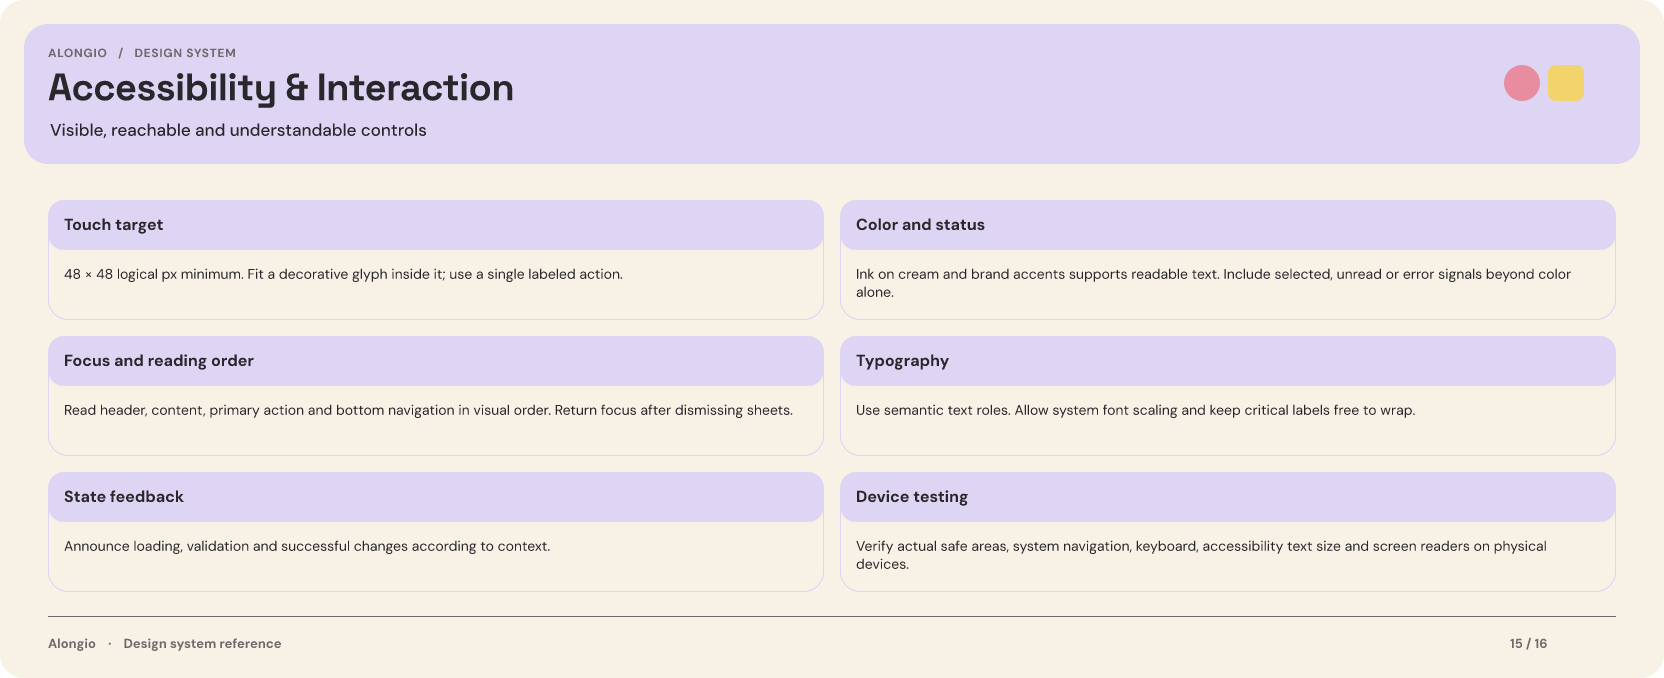 ALONGIO / DESIGN SYSTEM
Accessibility & Interaction
Visible, reachable and understandable controls
Touch target
48 × 48 logical px minimum. Fit a decorative glyph inside it; use a single labeled action.
Color and status
Ink on cream and brand accents supports readable text. Include selected, unread or error signals beyond color
alone.
Focus and reading order
Read header, content, primary action and bottom navigation in visual order. Return focus after dismissing sheets.
Typography
Use semantic text roles. Allow system font scaling and keep critical labels free to wrap.
State feedback
Announce loading, validation and successful changes according to context.
Device testing
Verify actual safe areas, system navigation, keyboard, accessibility text size and screen readers on physical
devices.
Alongio · Design system reference
15 / 16